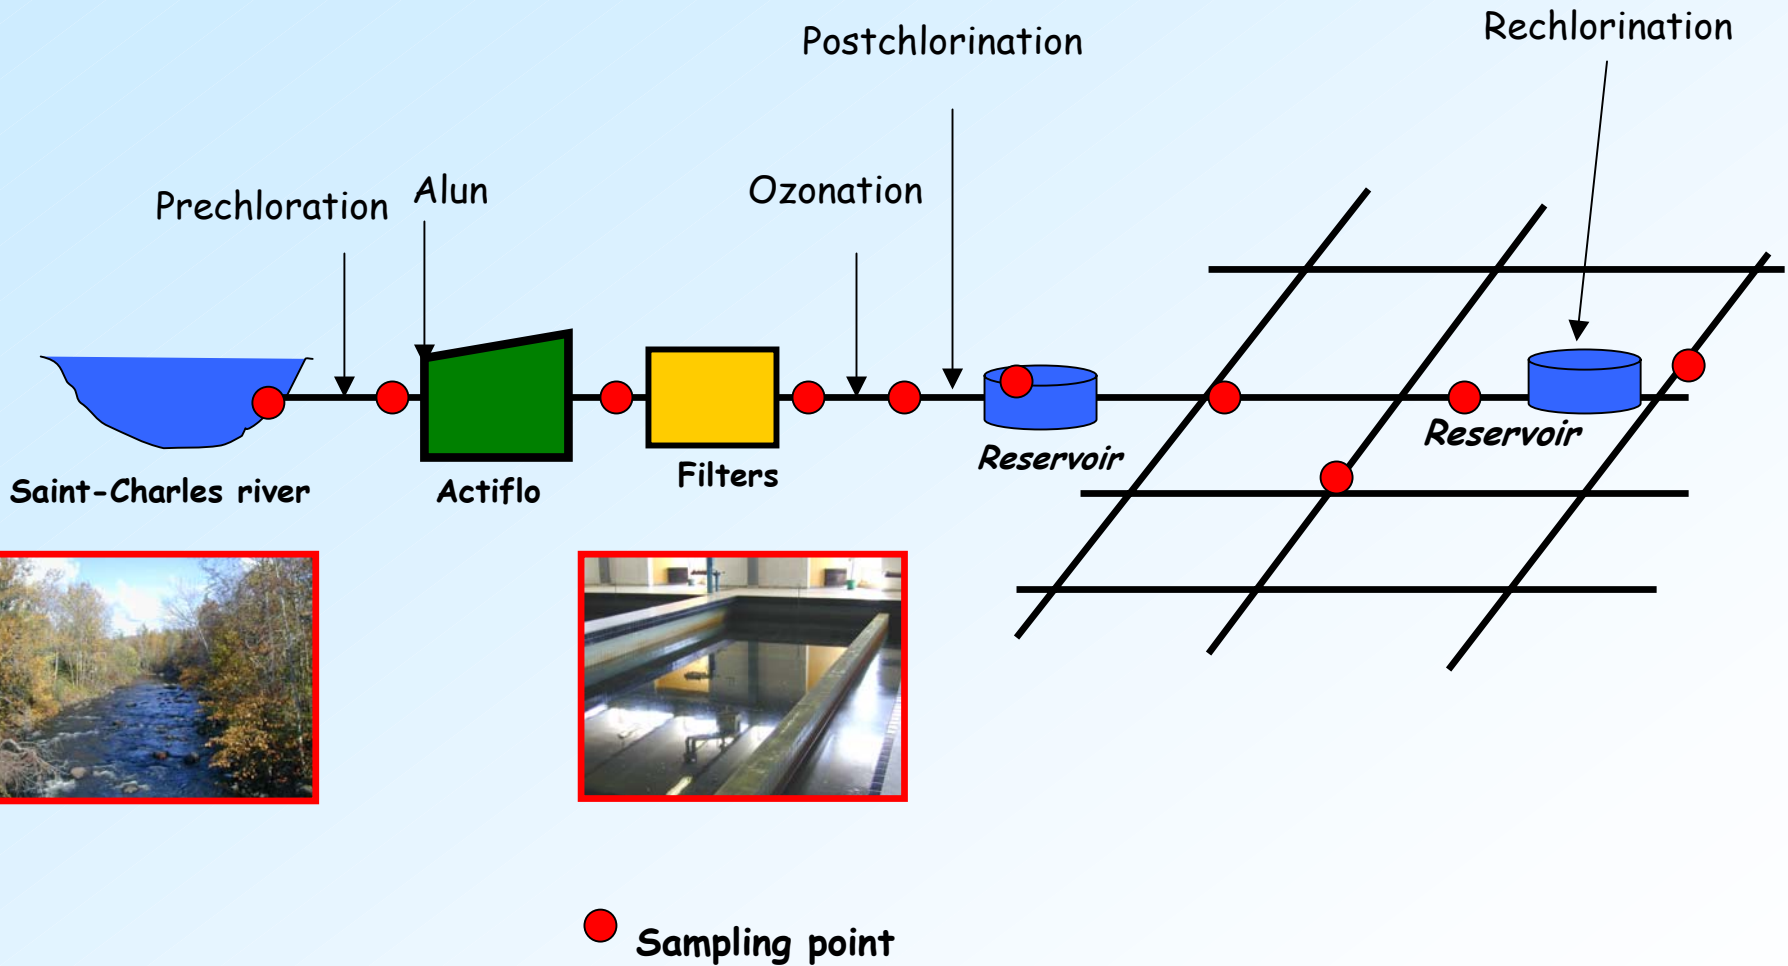 Postchlorination
Rechlorination
Prechloration
Alun
Ozonation
Reservoir
Reservoir
Saint-Charles river
Actiflo
Filters
Sampling point